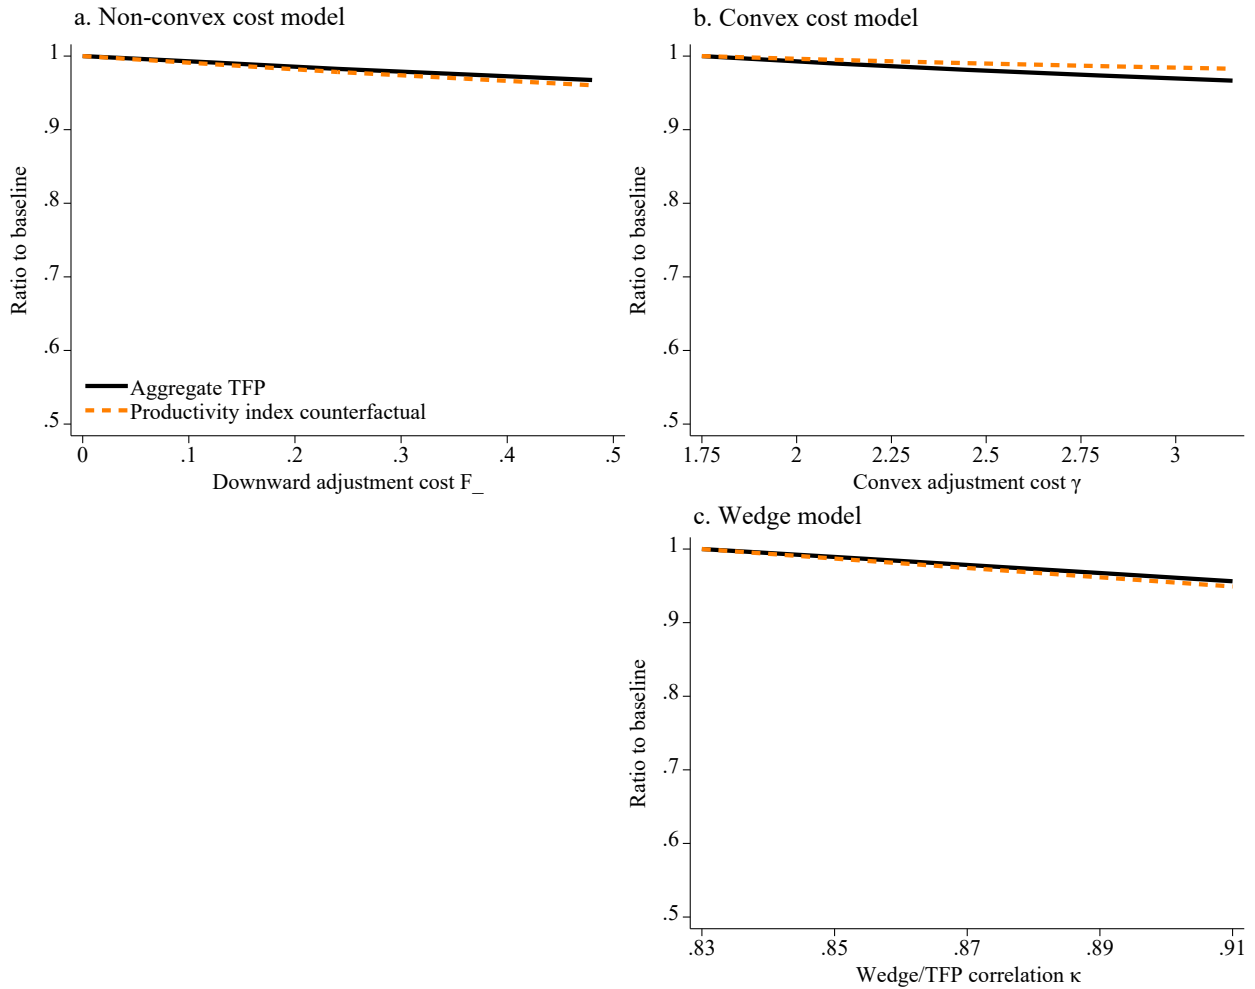 a. Non-convex cost model
1
.9
.8
.7
.6
.5
Ratio to baseline
Aggregate TFP
Productivity index counterfactual
0 .1 .2 .3 .4 .5
Downward adjustment cost F_
b. Convex cost model
1
.9
.8
.7
.6
.5
Ratio to baseline
1.75 2 2.25 2.5 2.75 3
Convex adjustment cost γ
c. Wedge model
1
.9
.8
.7
.6
.5
Ratio to baseline
.83 .85 .87 .89 .91
Wedge/TFP correlation κ